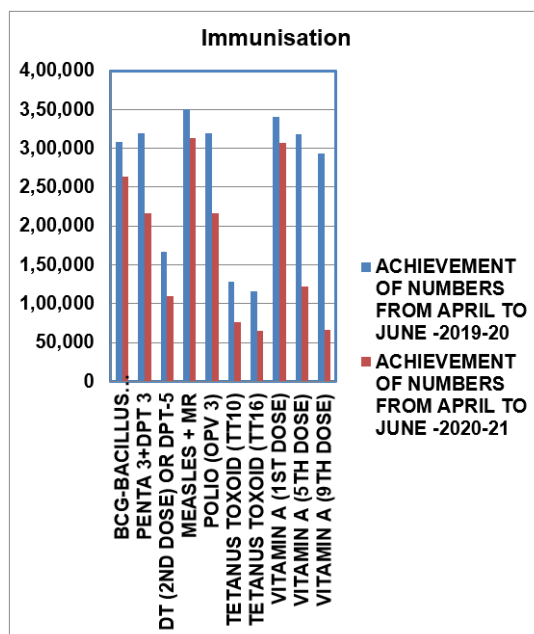 Immunisation
4,00,000
3,50,000
3,00,000
2,50,000
2,00,000
1,50,000
1,00,000
50,000
0
BCG-BACILLUS…
PENTA 3+DPT 3
DT (2ND DOSE) OR DPT-5
MEASLES + MR
POLIO (OPV 3)
TETANUS TOXOID (TT10)
TETANUS TOXOID (TT16)
VITAMIN A (1ST DOSE)
VITAMIN A (5TH DOSE)
VITAMIN A (9TH DOSE)
ACHIEVEMENT
OF NUMBERS
FROM APRIL TO
JUNE -2019-20
ACHIEVEMENT
OF NUMBERS
FROM APRIL TO
JUNE -2020-21